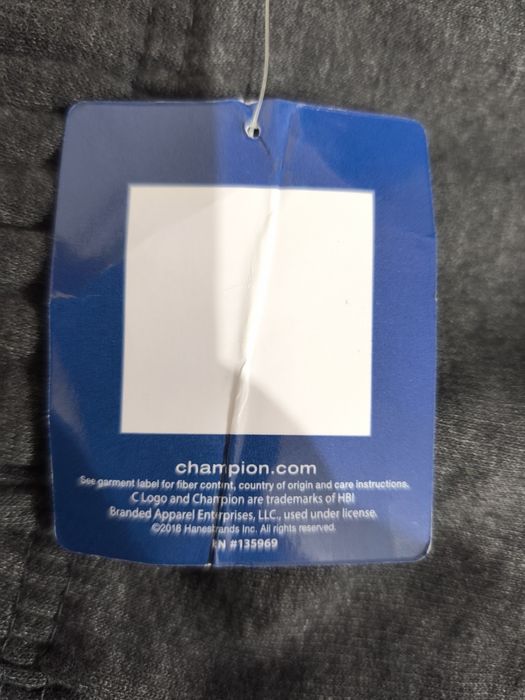 champion.com
See garment label for fiber content, country of origin and care instructions.
C Logo and Champion are trademarks of HBI
Branded Apparel Enterprises, LLC., used under license.
©2018 Hanesbrands Inc. All rights reserved.
RN #135969